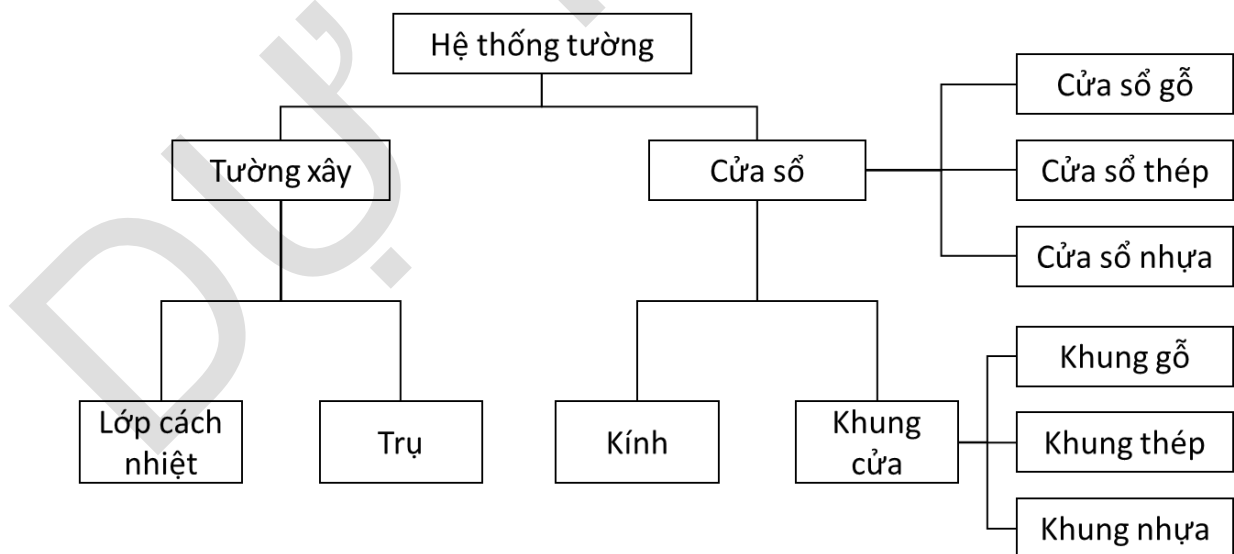 Hệ thống tường
Cửa sổ gỗ
Tường xây
Cửa sổ
Cửa sổ thép
Cửa sổ nhựa
Khung gỗ
Lớp cách
nhiệt
Trụ
Kính
Khung
cửa
Khung thép
Khung nhựa
DỰ